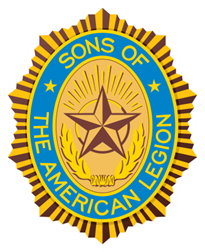 SONS OF
THE AMERICAN LEGION